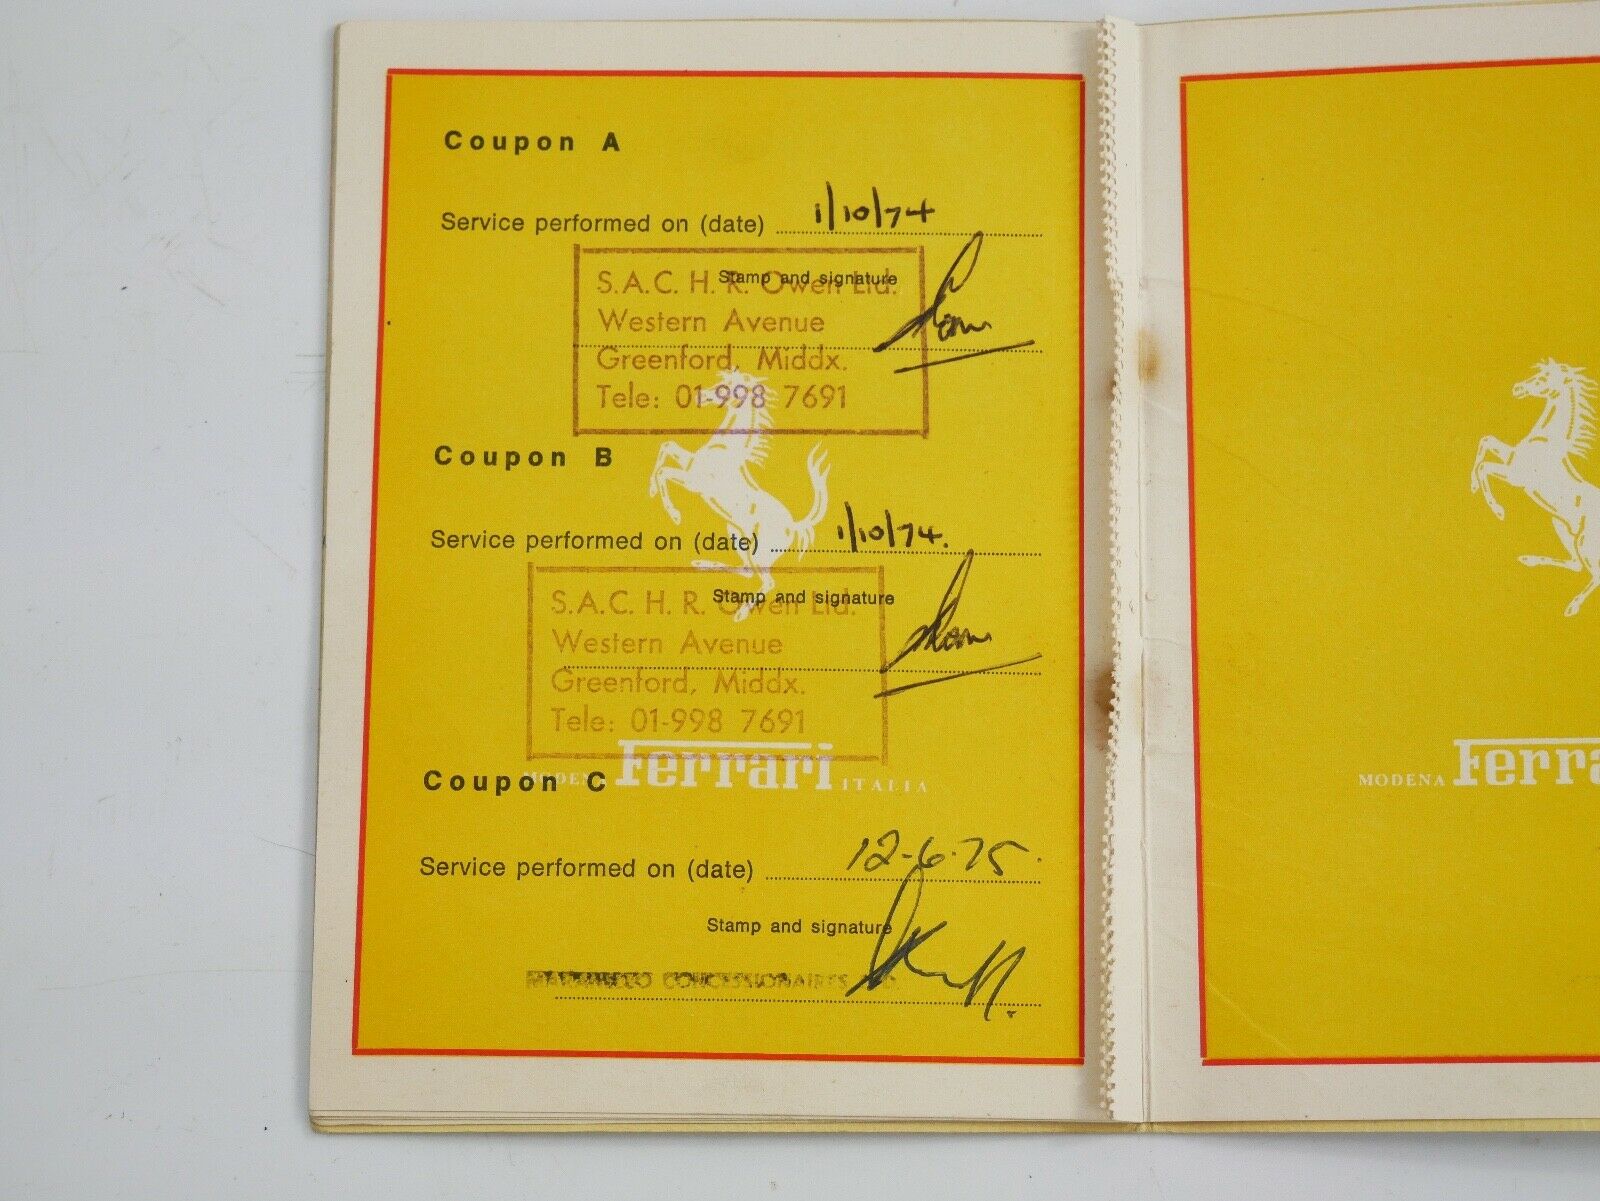 Coupon A
Service performed on (date) 1/10/74
Stamp and signature
S.A.C. H. R. Owen Ltd.
Western Avenue
Greenford, Middx.
Tele: 01-998 7691
Coupon B
Service performed on (date) 1/10/74.
Stamp and signature
S.A.C. H. R. Owen Ltd.
Western Avenue
Greenford, Middx.
Tele: 01-998 7691
MODENA Ferrari ITALIA
Coupon C
Service performed on (date) 12-6-75.
Stamp and signature
MARANELLO CONCESSIONAIRES LTD.
MODENA Ferra